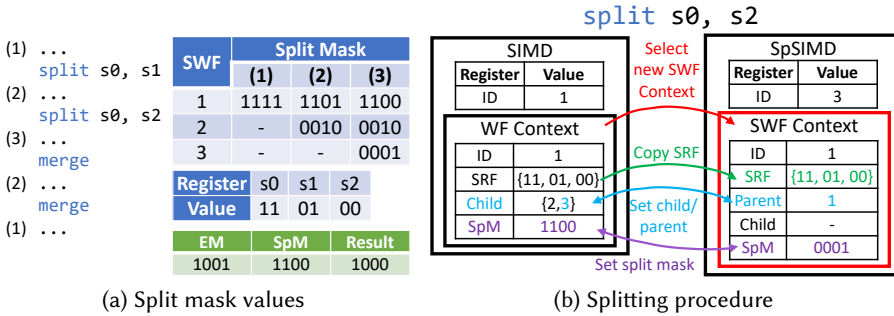 split s0, s2
(1) ...
split s0, s1
(2) ...
split s0, s2
(3) ...
merge
(2) ...
merge
(1) ...
SWF Split Mask
(1) (2) (3)
1 1111 1101 1100
2 - 0010 0010
3 - - 0001
Register s0 s1 s2
Value 11 01 00
EM SpM Result
1001 1100 1000
(a) Split mask values
SIMD
Register Value
ID 1
WF Context
ID 1
SRF {11, 01, 00}
Child {2,3}
SpM 1100
Select
new SWF
Context
Copy SRF
Set child/
parent
Set split mask
SpSIMD
Register Value
ID 3
SWF Context
ID 1
SRF {11, 01, 00}
Parent 1
Child -
SpM 0001
(b) Splitting procedure